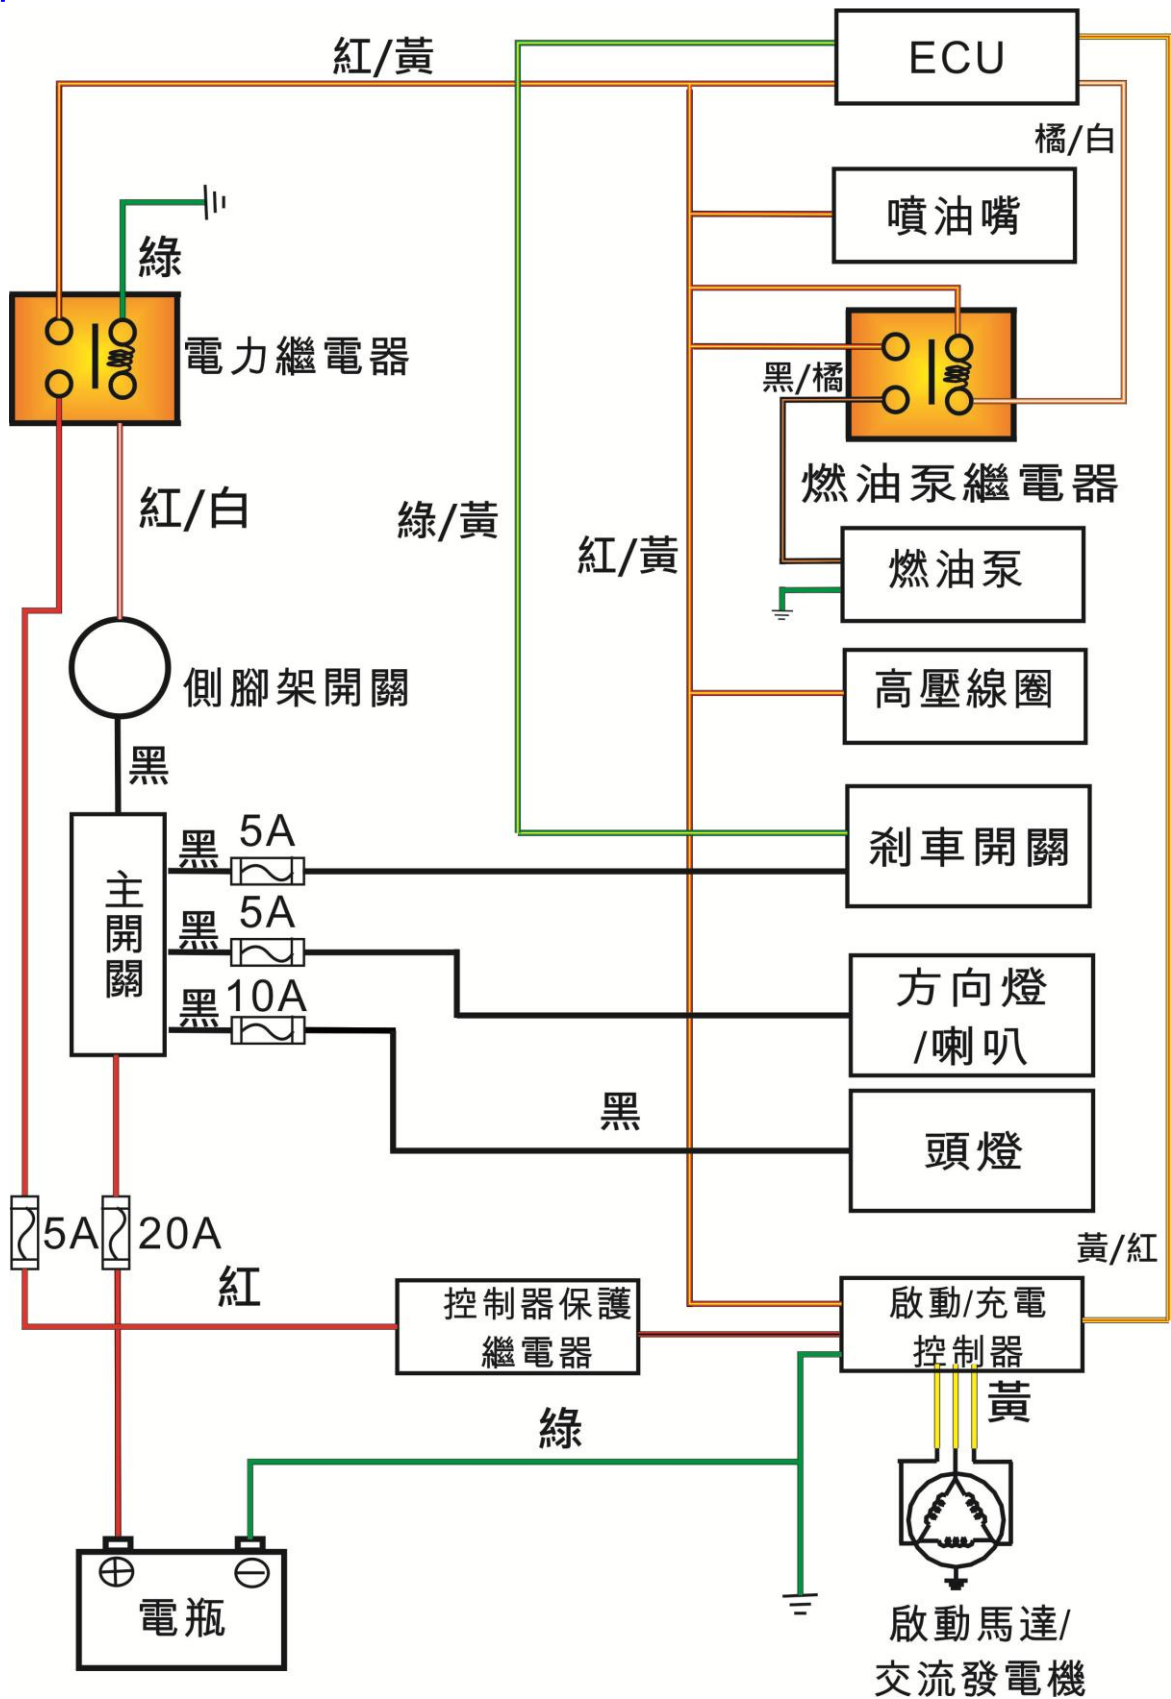 紅/黃
ECU
橘/白
噴油嘴
綠
電力繼電器
黑/橘
燃油泵繼電器
紅/白
綠/黃
紅/黃
燃油泵
側腳架開關
高壓線圈
黑
主開關
黑
5A
剎車開關
黑
5A
黑
10A
方向燈
/喇叭
黑
頭燈
5A
20A
黃/紅
紅
控制器保護
繼電器
啟動/充電
控制器
黃
綠
電瓶
啟動馬達/
交流發電機